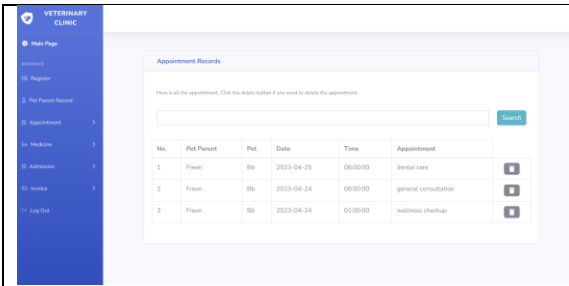 VETERINARY
CLINIC
Main Page
INTERFACE
Register
Pet Parent Record
Appointment
Medicine
Admission
Invoice
Log Out
Appointment Records
Here is all the appointment. Click the delete button if you want to delete the appointment
Search
No. Pet Parent Pet Date Time Appointment
1 Freen Bb 2023-04-25 08:00:00 dental care
2 Freen Bb 2023-04-24 08:00:00 general consultation
3 Freen Bb 2023-04-24 01:00:00 wellness checkup